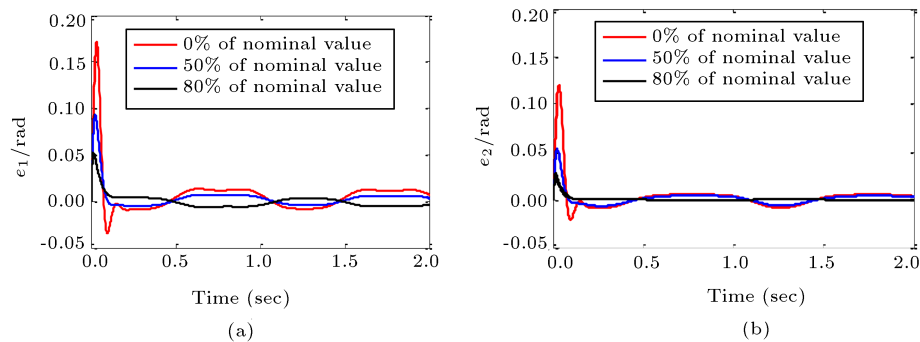 0.20
0.15
0.10
0.05
0.00
-0.05
e1/rad
0% of nominal value
50% of nominal value
80% of nominal value
0.0 0.5 1.0 1.5 2.0
Time (sec)
(a)
0.20
0.15
0.10
0.05
0.00
-0.05
e2/rad
0% of nominal value
50% of nominal value
80% of nominal value
0.0 0.5 1.0 1.5 2.0
Time (sec)
(b)